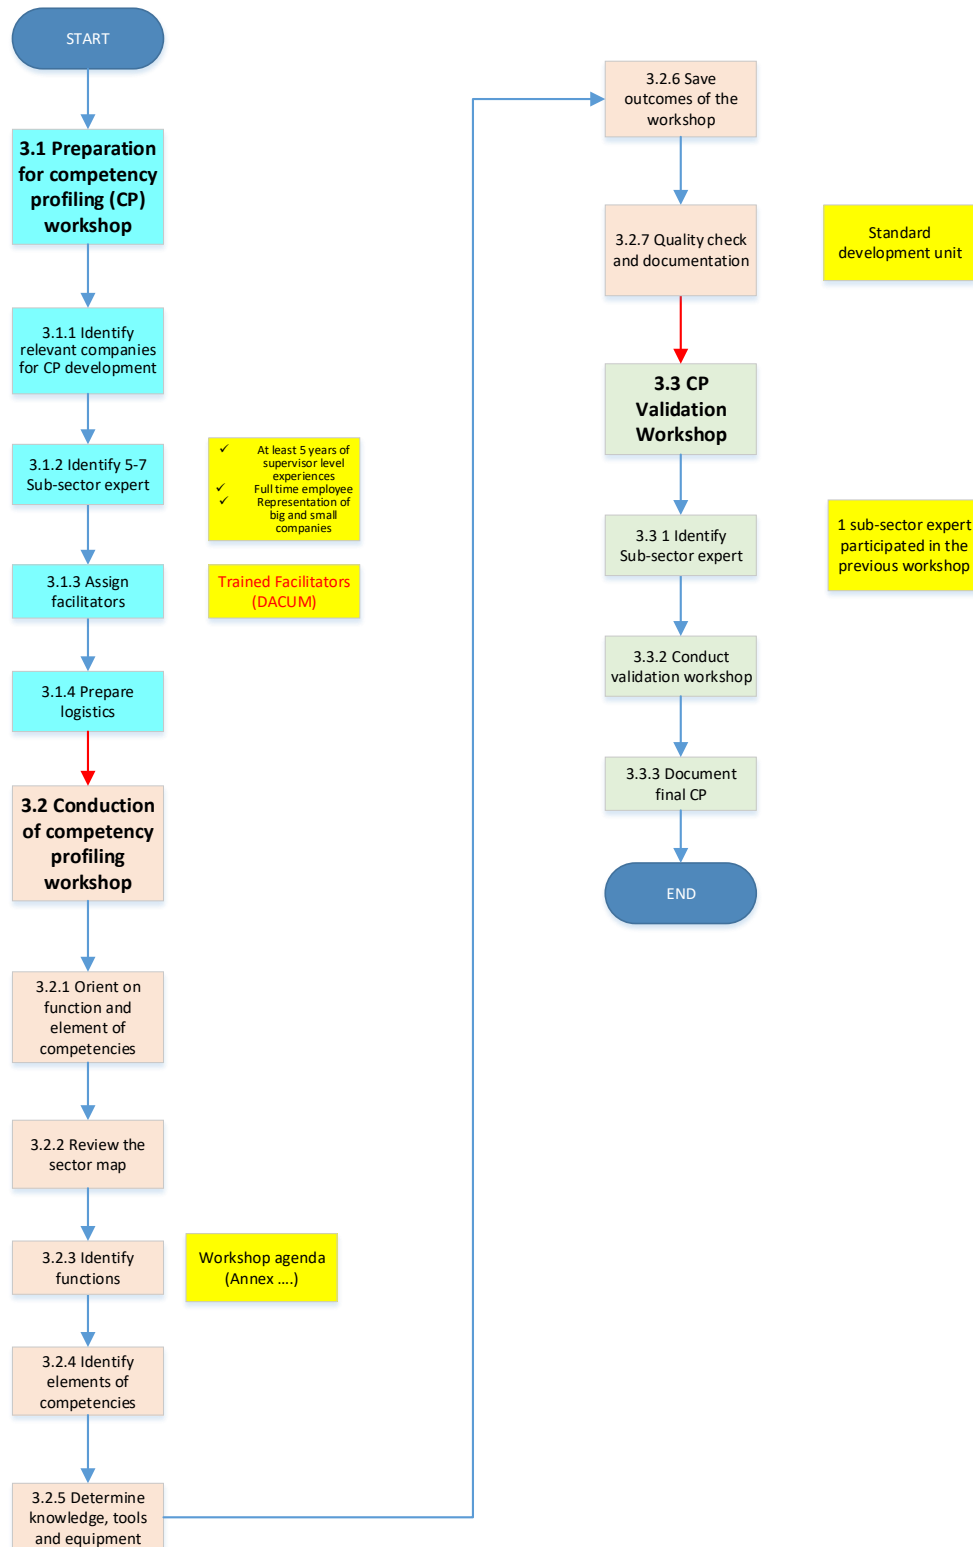 START
3.1 Preparation
for competency
profiling (CP)
workshop
3.1.1 Identify
relevant companies
for CP development
3.1.2 Identify 5-7
Sub-sector expert
✓ At least 5 years of
supervisor level
experiences
✓ Full time employee
✓ Representation of
big and small
companies
3.1.3 Assign
facilitators
Trained Facilitators
(DACUM)
3.1.4 Prepare
logistics
3.2 Conduction
of competency
profiling
workshop
3.2.1 Orient on
function and
element of
competencies
3.2.2 Review the
sector map
3.2.3 Identify
functions
Workshop agenda
(Annex ....)
3.2.4 Identify
elements of
competencies
3.2.5 Determine
knowledge, tools
and equipment
3.2.6 Save
outcomes of the
workshop
3.2.7 Quality check
and documentation
Standard
development unit
3.3 CP
Validation
Workshop
3.3 1 Identify
Sub-sector expert
1 sub-sector expert
participated in the
previous workshop
3.3.2 Conduct
validation workshop
3.3.3 Document
final CP
END